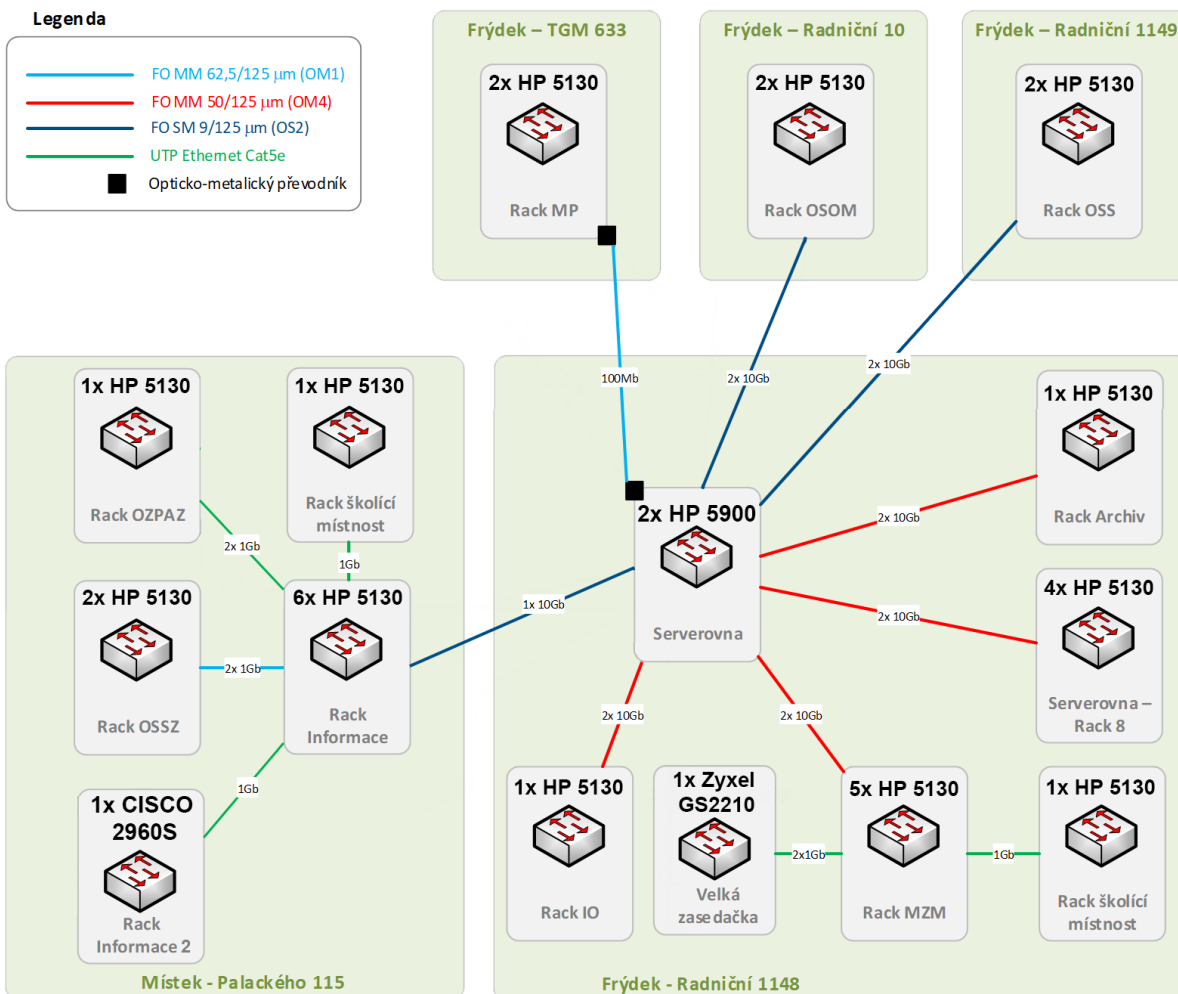 Legenda
FO MM 62,5/125 μm (OM1)
FO MM 50/125 μm (OM4)
FO SM 9/125 μm (OS2)
UTP Ethernet Cat5e
Opticko-metalický převodník
Frýdek – TGM 633
2x HP 5130
Rack MP
Frýdek – Radniční 10
2x HP 5130
Rack OSOM
Frýdek – Radniční 1149
2x HP 5130
Rack OSS
100Mb
2x 10Gb
2x 10Gb
1x HP 5130
Rack OZPAZ
1x HP 5130
Rack školící
místnost
2x 1Gb
1Gb
2x HP 5130
Rack OSSZ
2x 1Gb
6x HP 5130
Rack
Informace
1Gb
1x CISCO
2960S
Rack
Informace 2
Místek - Palackého 115
1x 10Gb
2x HP 5900
Serverovna
2x 10Gb
1x HP 5130
Rack Archiv
2x 10Gb
4x HP 5130
Serverovna –
Rack 8
2x 10Gb
2x 10Gb
1x HP 5130
Rack IO
1x Zyxel
GS2210
Velká
zasedačka
2x1Gb
5x HP 5130
Rack MZM
1Gb
1x HP 5130
Rack školící
místnost
Frýdek - Radniční 1148